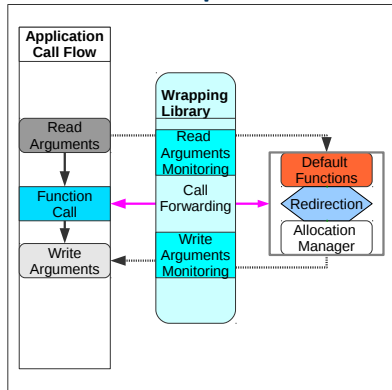 Application
Call Flow
Wrapping
Library
Read
Arguments
Read
Arguments
Monitoring
Default
Functions
Function
Call
Call
Forwarding
Redirection
Write
Arguments
Write
Arguments
Monitoring
Allocation
Manager